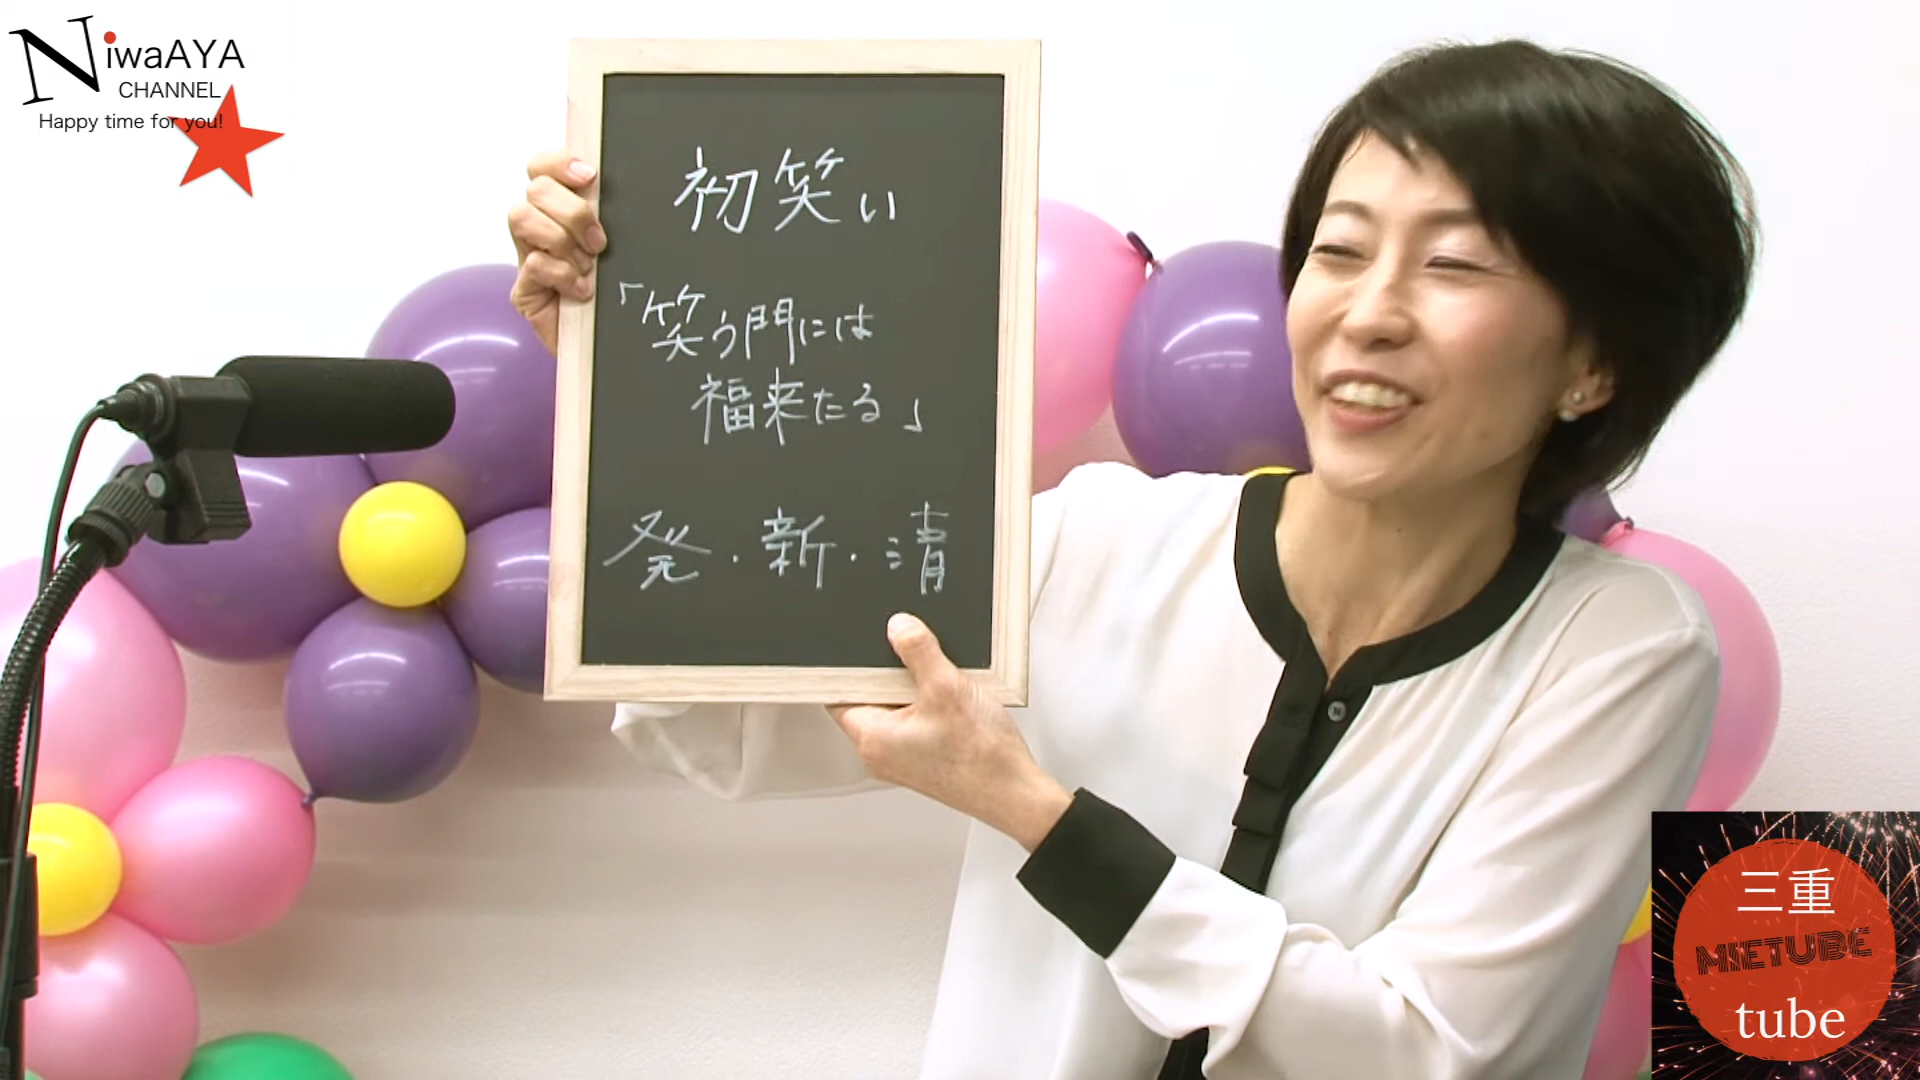 NiwaAYA
CHANNEL
Happy time for you!
初笑い
「笑う門には
福来たる」
発・新・清
三重
MIETUBE
tube